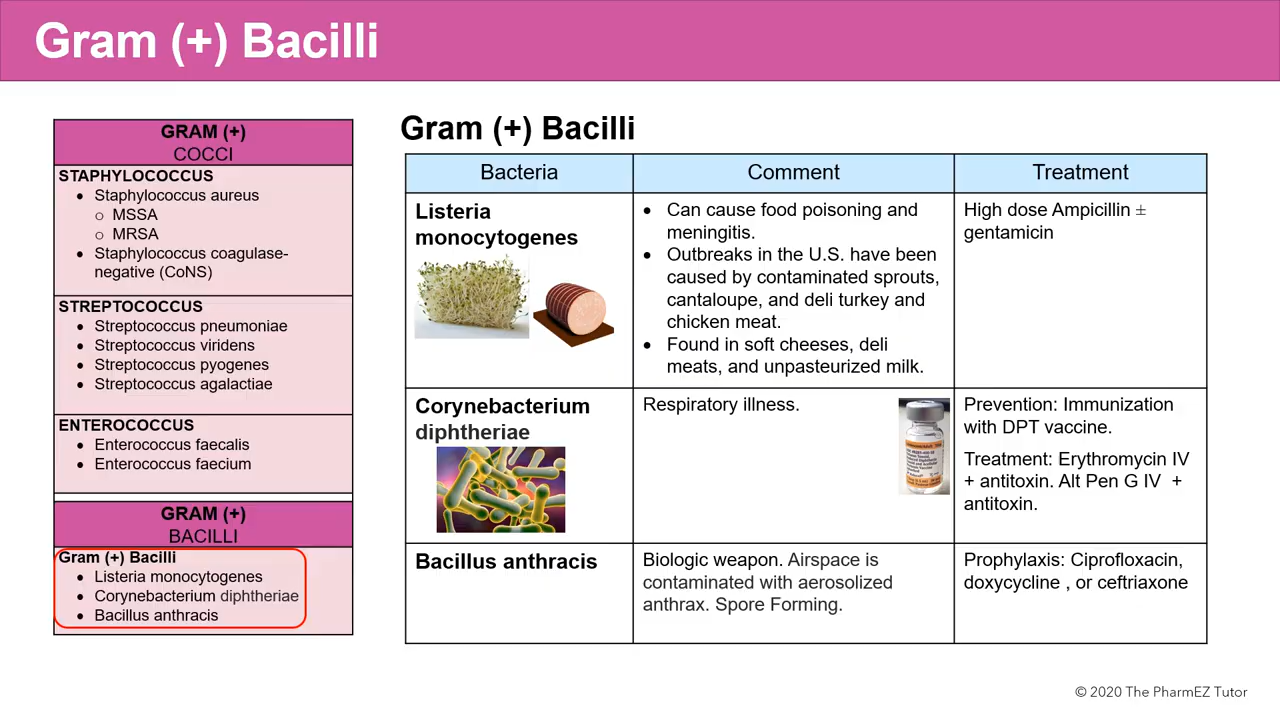 Gram (+) Bacilli
GRAM (+)
COCCI
STAPHYLOCOCCUS
• Staphylococcus aureus
○ MSSA
○ MRSA
• Staphylococcus coagulase-
negative (CoNS)
STREPTOCOCCUS
• Streptococcus pneumoniae
• Streptococcus viridens
• Streptococcus pyogenes
• Streptococcus agalactiae
ENTEROCOCCUS
• Enterococcus faecalis
• Enterococcus faecium
GRAM (+)
BACILLI
Gram (+) Bacilli
• Listeria monocytogenes
• Corynebacterium diphtheriae
• Bacillus anthracis
Gram (+) Bacilli
Bacteria
Comment
Treatment
Listeria
monocytogenes
• Can cause food poisoning and
meningitis.
• Outbreaks in the U.S. have been
caused by contaminated sprouts,
cantaloupe, and deli turkey and
chicken meat.
• Found in soft cheeses, deli
meats, and unpasteurized milk.
High dose Ampicillin ±
gentamicin
Corynebacterium
diphtheriae
Respiratory illness.
Prevention: Immunization
with DPT vaccine.
Treatment: Erythromycin IV
+ antitoxin. Alt Pen G IV +
antitoxin.
Bacillus anthracis
Biologic weapon. Airspace is
contaminated with aerosolized
anthrax. Spore Forming.
Prophylaxis: Ciprofloxacin,
doxycycline , or ceftriaxone
© 2020 The PharmEZ Tutor